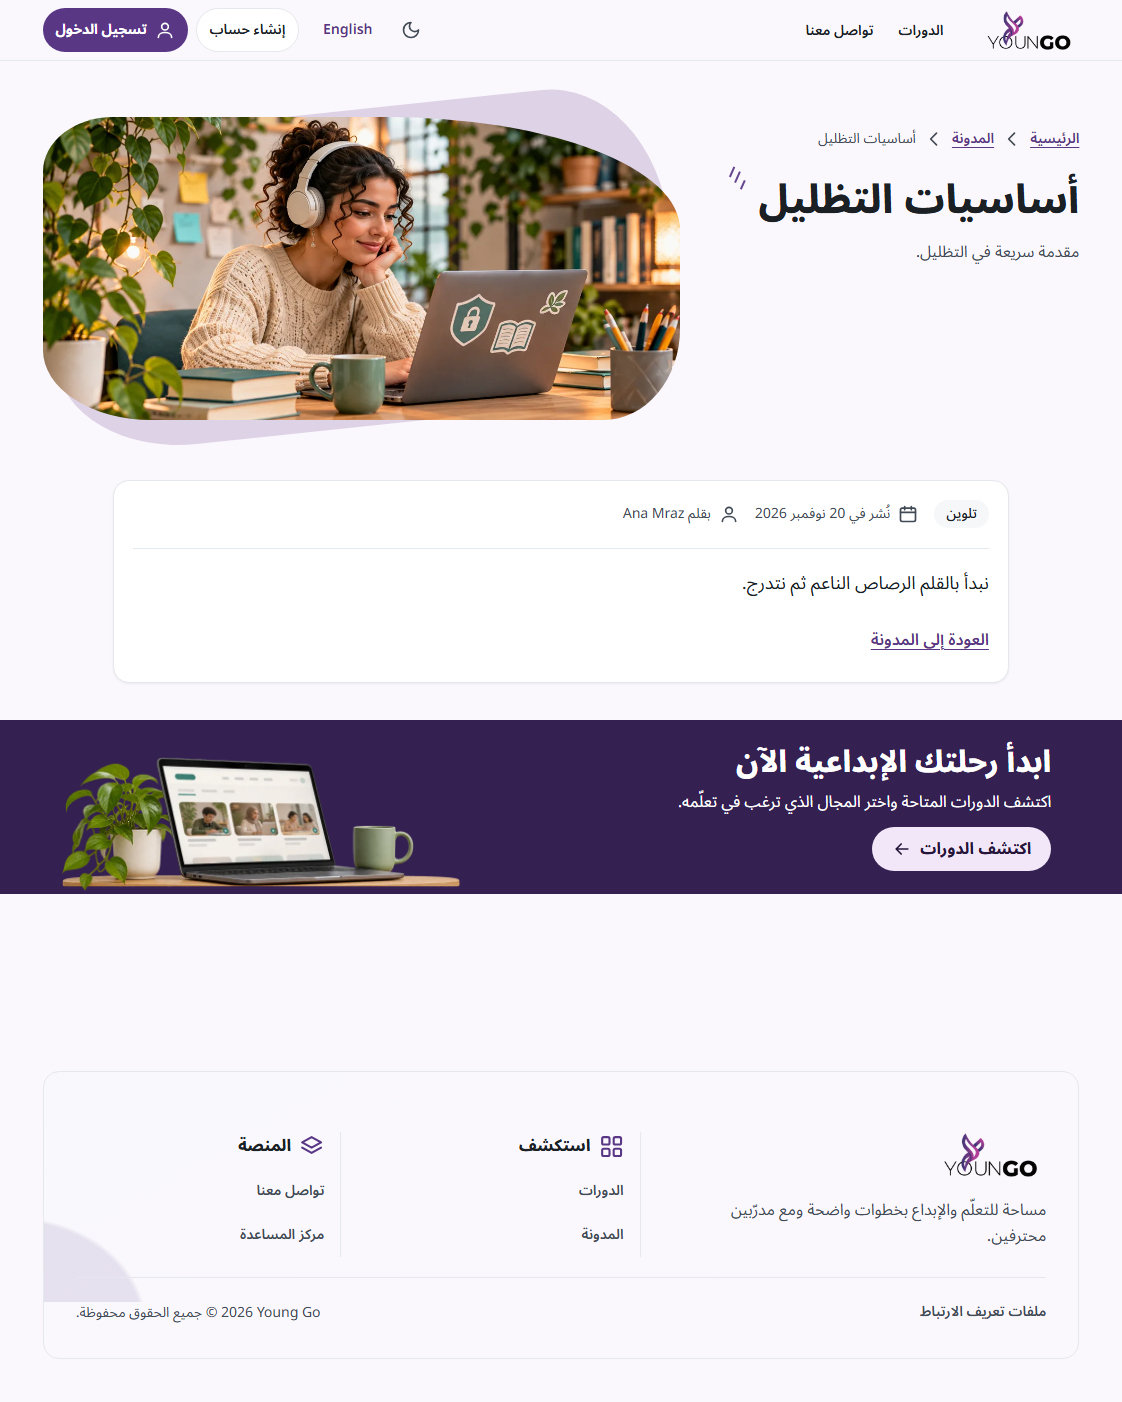 YOUNGO
الدورات
تواصل معنا
English
إنشاء حساب
تسجيل الدخول
الرئيسية
المدونة
أساسيات التظليل
أساسيات التظليل
مقدمة سريعة في التظليل.
تلوين
نُشر في 20 نوفمبر 2026
بقلم Ana Mraz
نبدأ بالقلم الرصاص الناعم ثم نتدرج.
العودة إلى المدونة
ابدأ رحلتك الإبداعية الآن
اكتشف الدورات المتاحة واختر المجال الذي ترغب في تعلّمه.
اكتشف الدورات
YOUNGO
مساحة للتعلّم والإبداع بخطوات واضحة ومع مدرّبين
محترفين.
استكشف
الدورات
المدونة
المنصة
تواصل معنا
مركز المساعدة
ملفات تعريف الارتباط
Young Go 2026 © جميع الحقوق محفوظة.